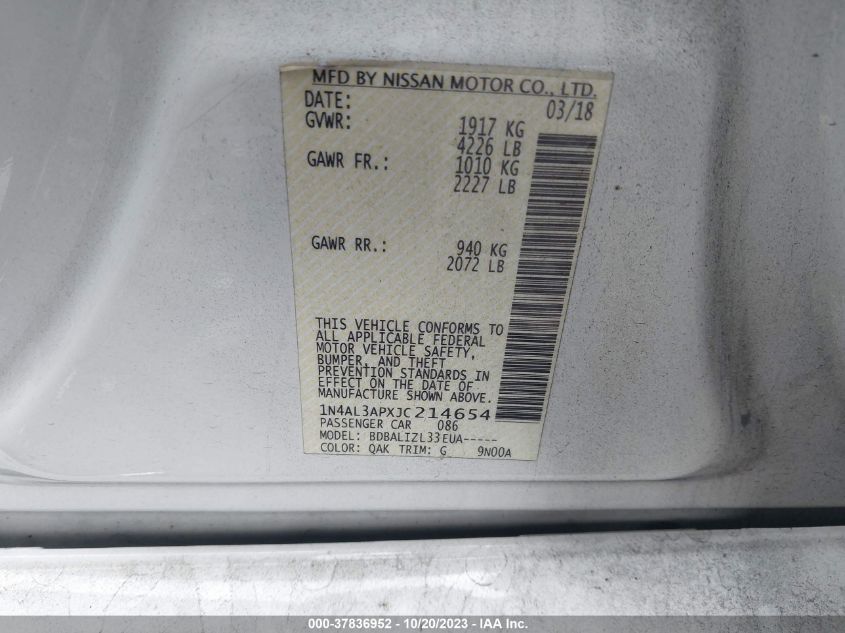 MFD BY NISSAN MOTOR CO., LTD.
DATE: 03/18
GVWR: 1917 KG
4226 LB
GAWR FR.: 1010 KG
2227 LB
GAWR RR.: 940 KG
2072 LB
THIS VEHICLE CONFORMS TO
ALL APPLICABLE FEDERAL
MOTOR VEHICLE SAFETY,
BUMPER, AND THEFT
PREVENTION STANDARDS IN
EFFECT ON THE DATE OF
MANUFACTURE SHOWN ABOVE.
1N4AL3APXJC214654
PASSENGER CAR 086
MODEL: BDBALIZL33EUA-----
COLOR: QAK TRIM: G 9N00A
000-37836952 - 10/20/2023 - IAA Inc.